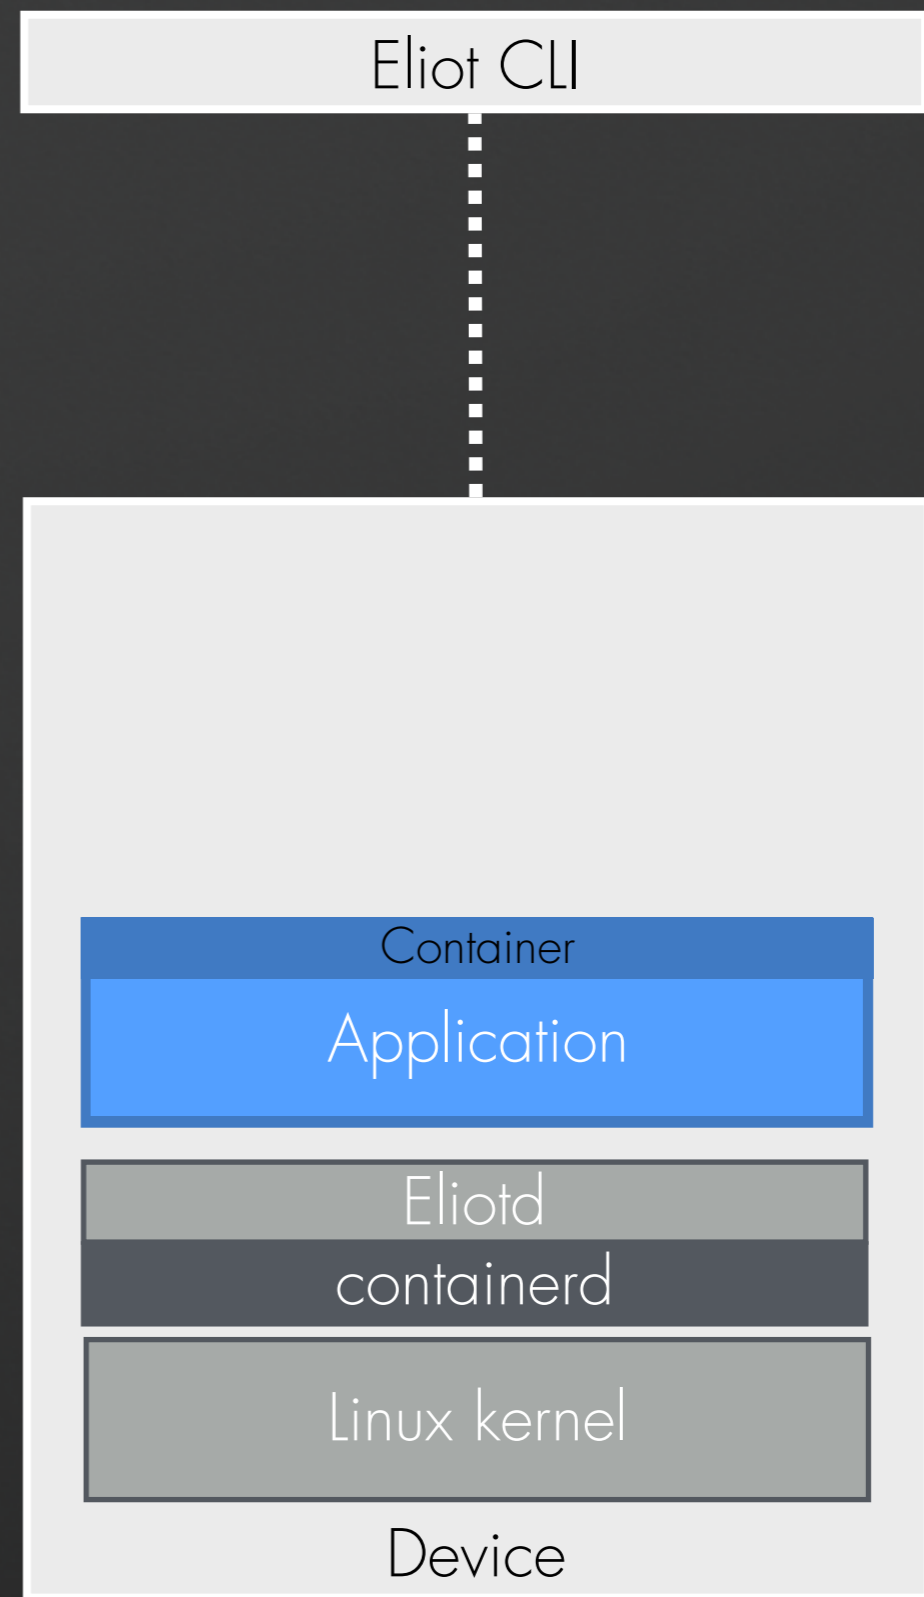 Eliot CLI
Container
Application
Eliotd
containerd
Linux kernel
Device